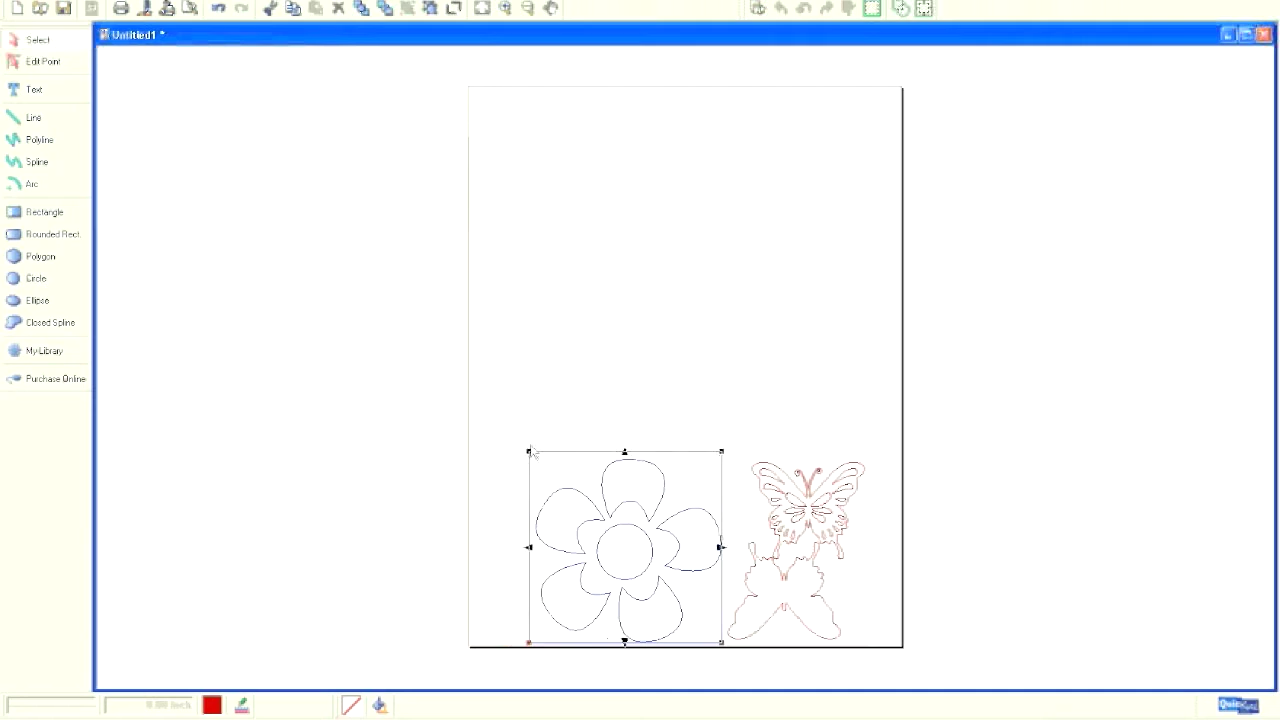 Untitled1 *
Select
Edit Point
Text
Line
Polyline
Spline
Arc
Rectangle
Rounded Rect.
Polygon
Circle
Ellipse
Closed Spline
My Library
Purchase Online